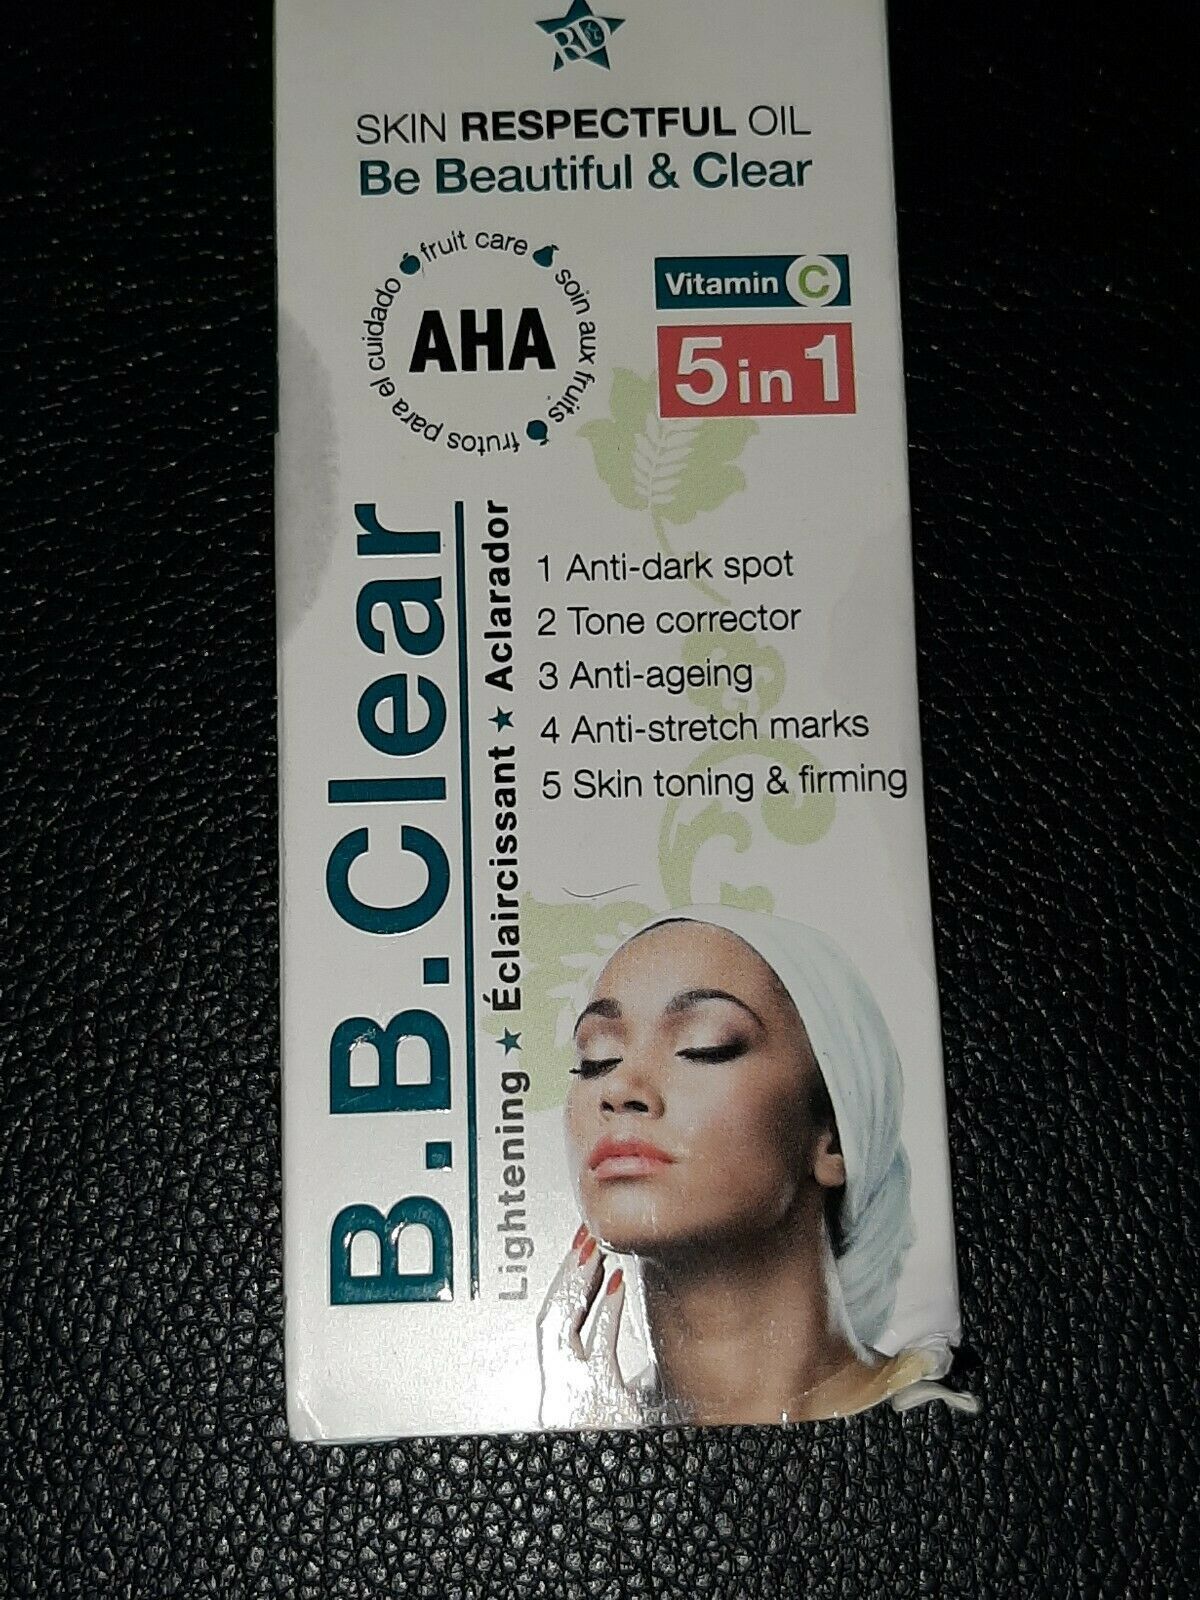 RD
SKIN RESPECTFUL OIL
Be Beautiful & Clear
fruit care
soin aux fruits
frutos para el cuidado
AHA
Vitamin C
5 in 1
B.B.Clear
Lightening ★ Éclaircissant ★ Aclarador
1 Anti-dark spot
2 Tone corrector
3 Anti-ageing
4 Anti-stretch marks
5 Skin toning & firming